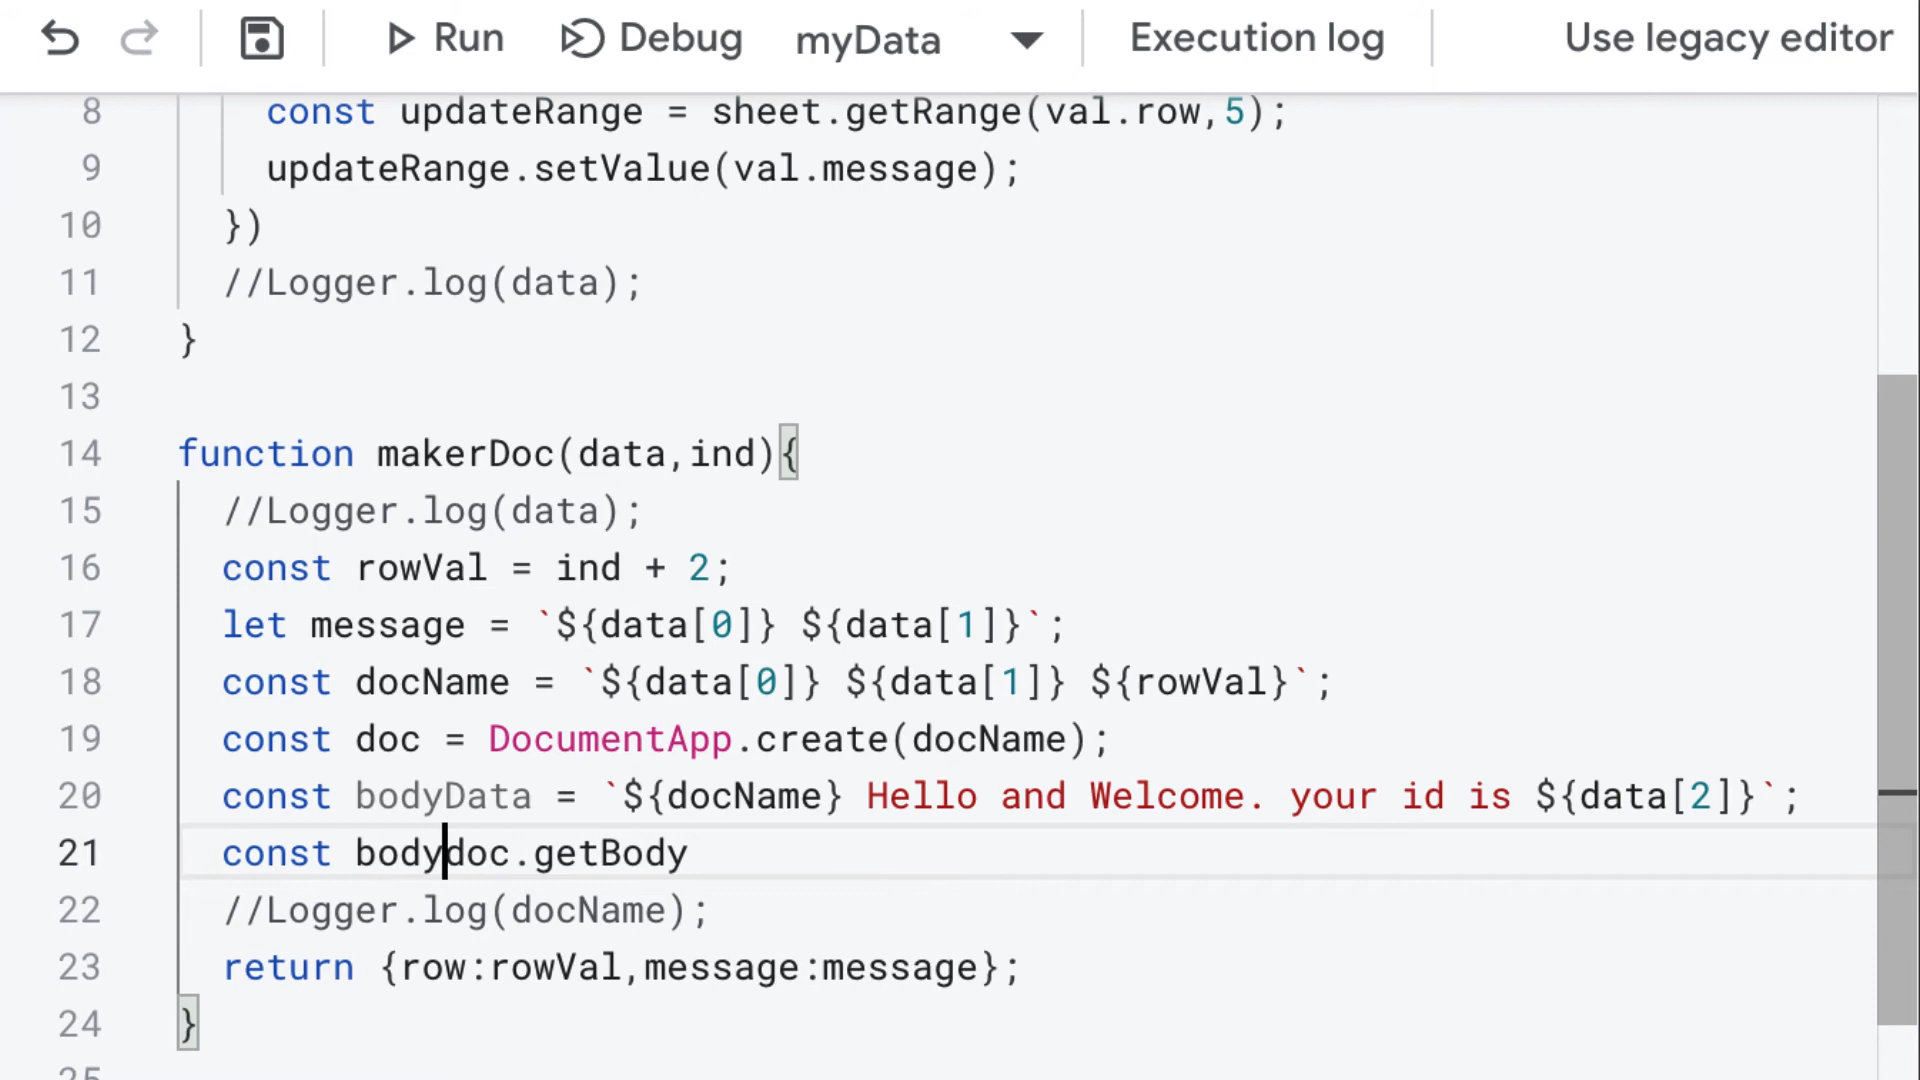 Run Debug myData Execution log Use legacy editor
8 const updateRange = sheet.getRange(val.row,5);
9 updateRange.setValue(val.message);
10 })
11 //Logger.log(data);
12 }
13
14 function makerDoc(data,ind){
15 //Logger.log(data);
16 const rowVal = ind + 2;
17 let message = `${data[0]} ${data[1]}`;
18 const docName = `${data[0]} ${data[1]} ${rowVal}`;
19 const doc = DocumentApp.create(docName);
20 const bodyData = `${docName} Hello and Welcome. your id is ${data[2]}`;
21 const bodydoc.getBody
22 //Logger.log(docName);
23 return {row:rowVal,message:message};
24 }
25